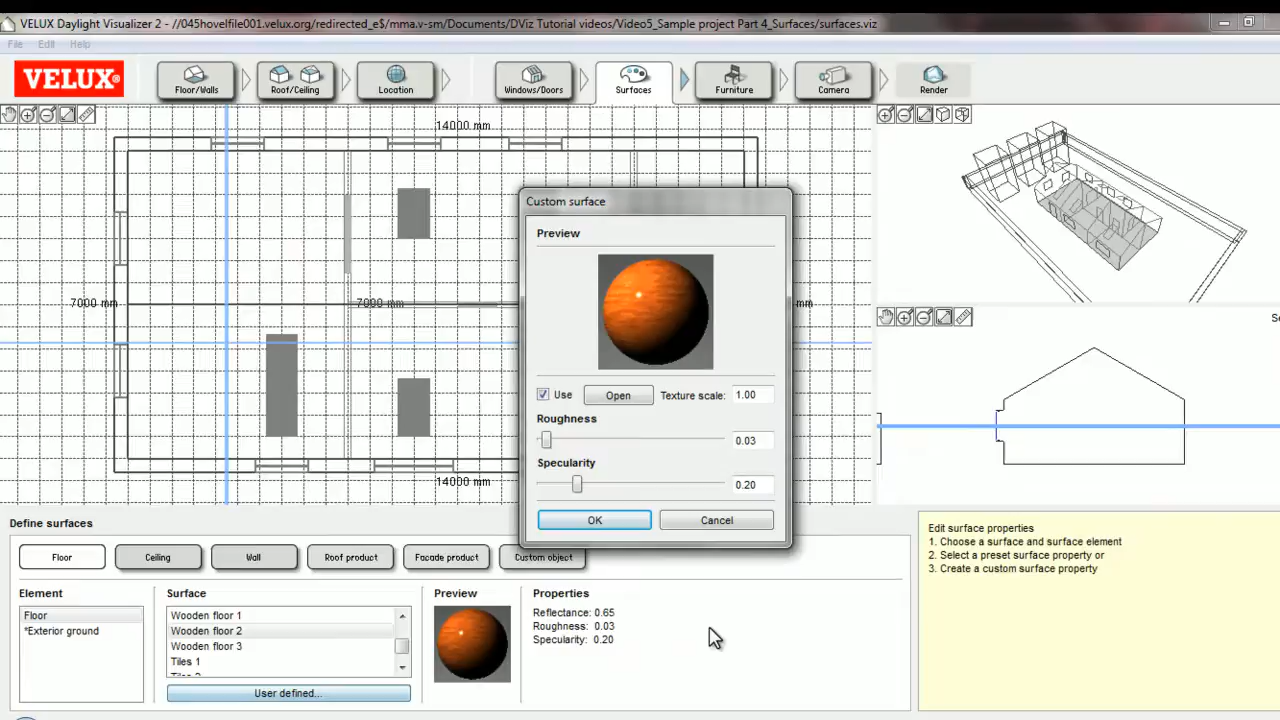 VELUX Daylight Visualizer 2 - //045hovelfile001.velux.org/redirected_e$/mma.v-sm/Documents/DViz Tutorial videos/Video5_Sample project Part 4_Surfaces/surfaces.viz
File Edit Help
VELUX®
Floor/Walls
Roof/Ceiling
Location
Windows/Doors
Surfaces
Furniture
Camera
Render
14000 mm
7000 mm
7000 mm
mm
14000 mm
Custom surface
Preview
Use
Open
Texture scale: 1.00
Roughness
0.03
Specularity
0.20
OK
Cancel
Define surfaces
Floor
Ceiling
Wall
Roof product
Facade product
Custom object
Element
Floor
*Exterior ground
Surface
Wooden floor 1
Wooden floor 2
Wooden floor 3
Tiles 1
User defined...
Preview
Properties
Reflectance: 0.65
Roughness: 0.03
Specularity: 0.20
Edit surface properties
1. Choose a surface and surface element
2. Select a preset surface property or
3. Create a custom surface property